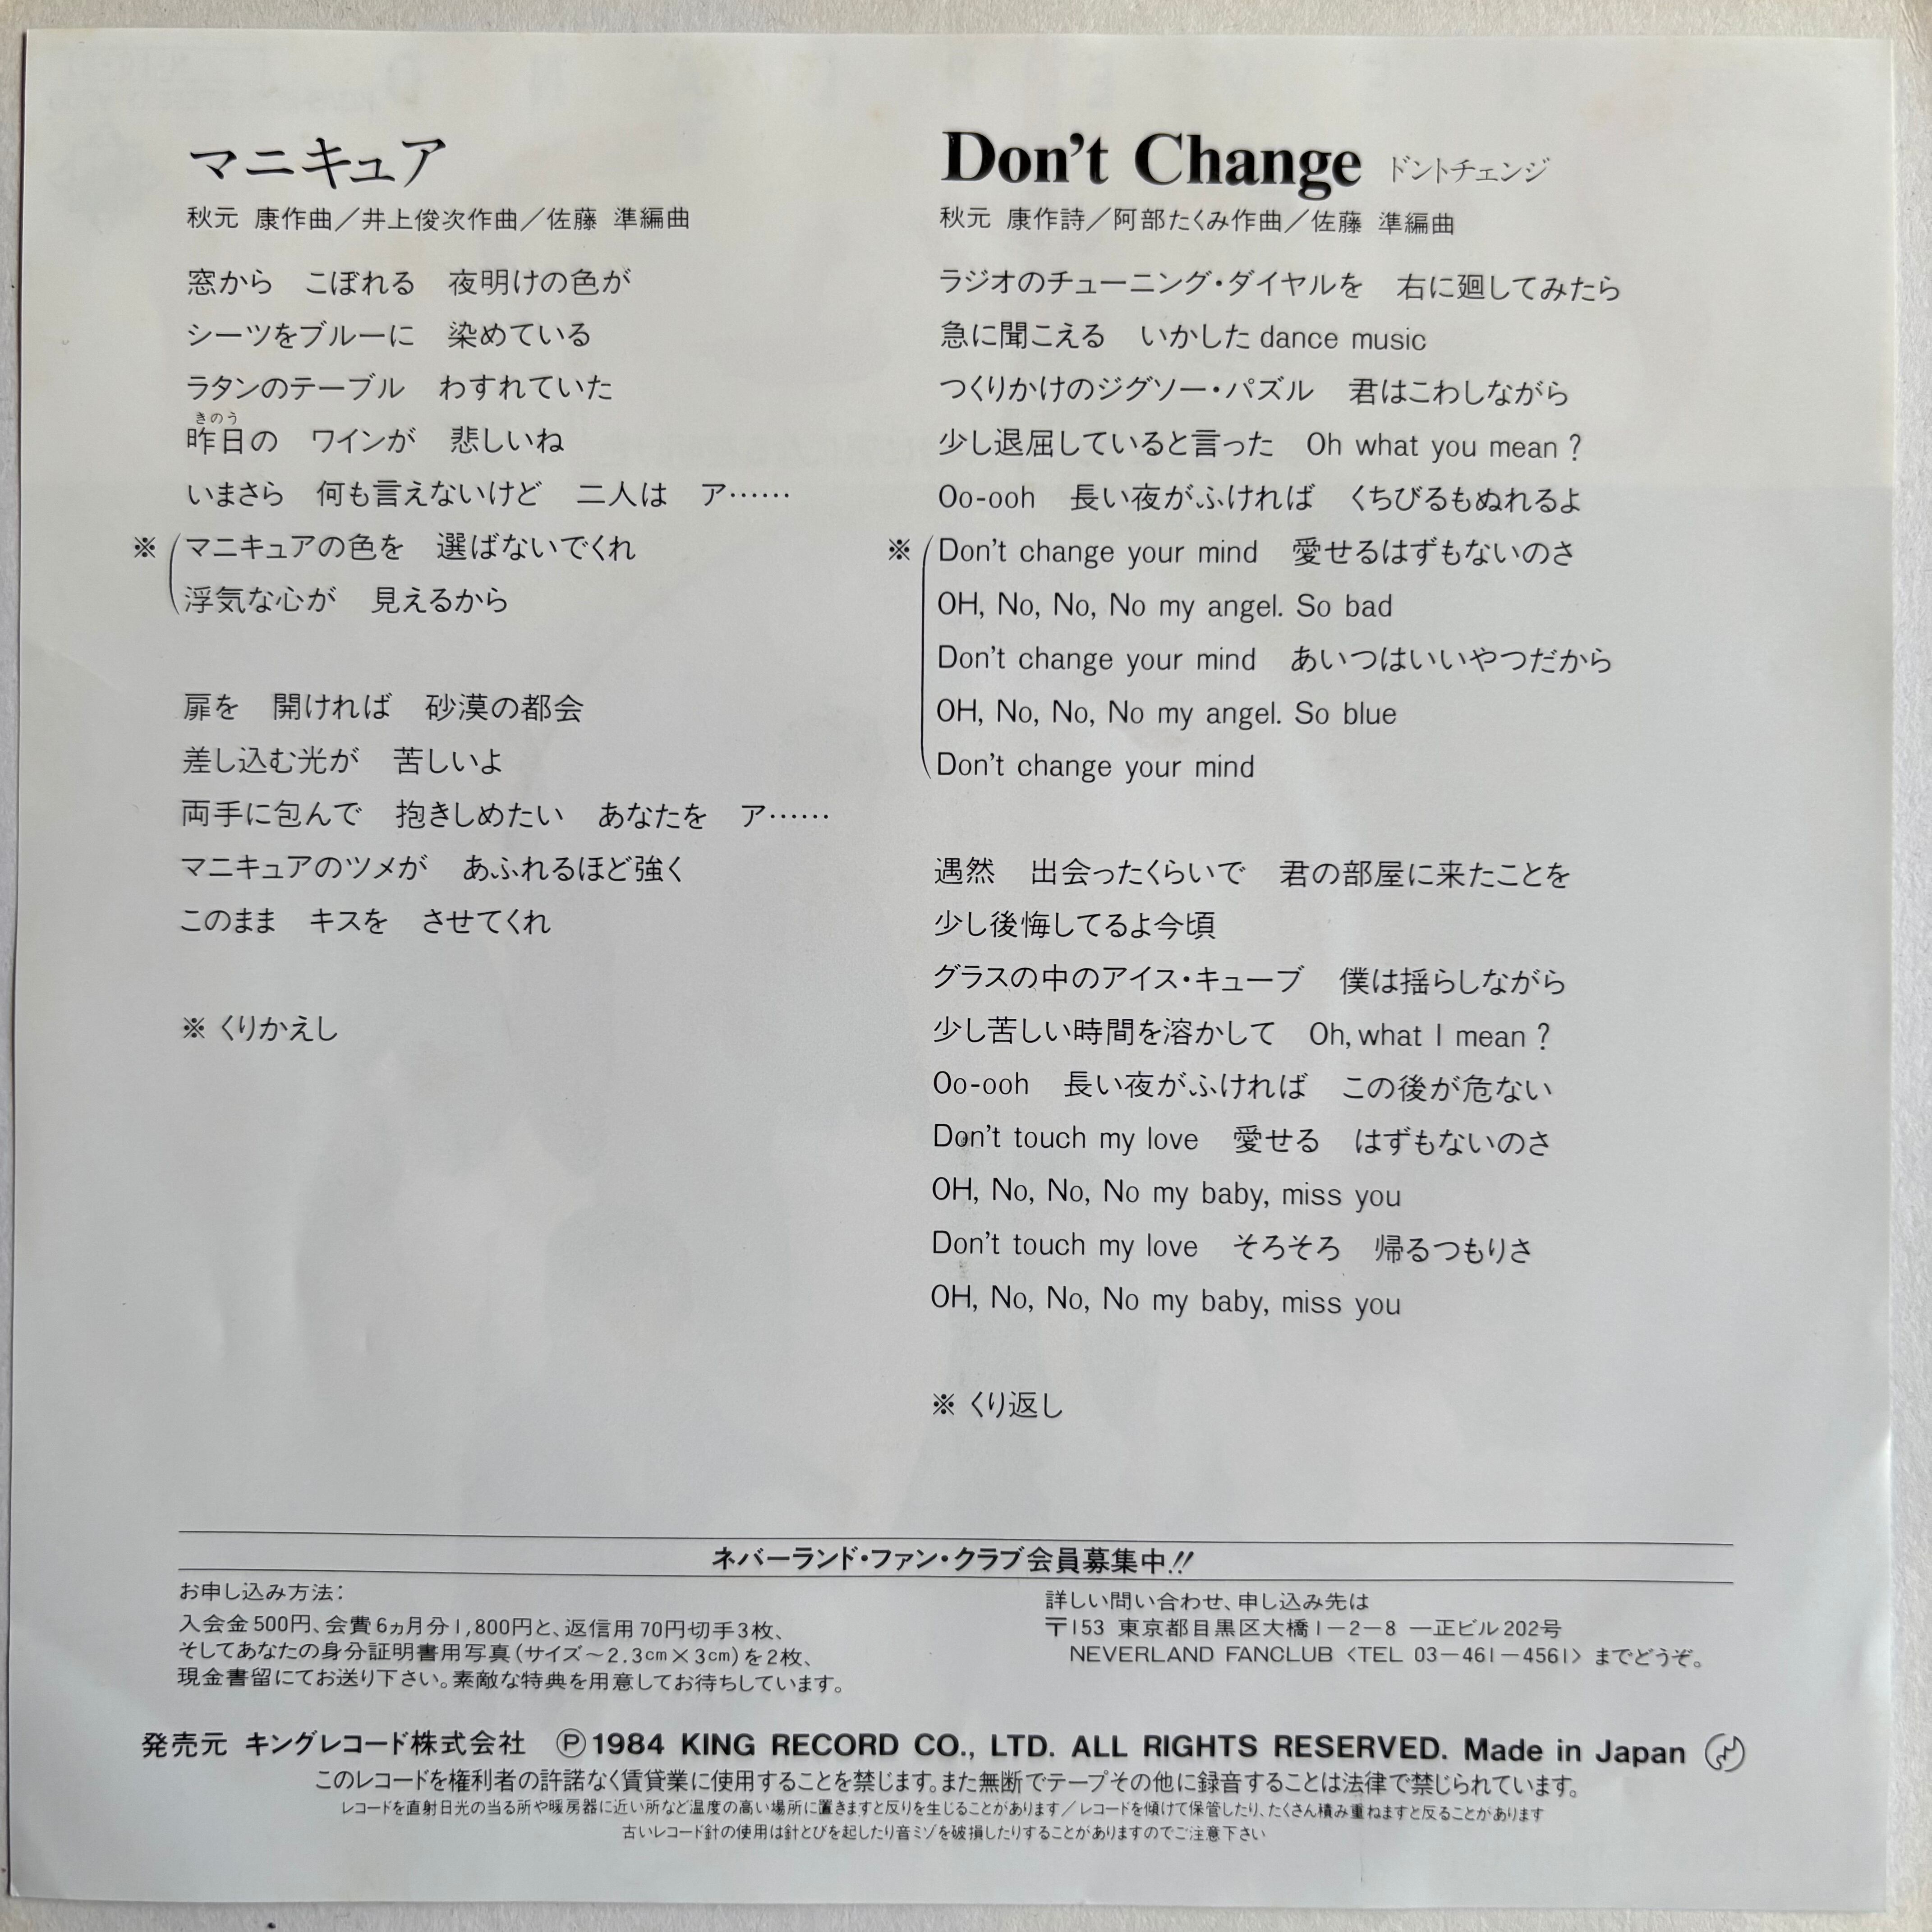 マニキュア
秋元 康作曲／井上俊次作曲／佐藤 準編曲
窓から　こぼれる　夜明けの色が
シーツをブルーに　染めている
ラタンのテーブル　わすれていた
きのう
昨日の　ワインが　悲しいね
いまさら　何も言えないけど　二人は　ア……
※ マニキュアの色を　選ばないでくれ
浮気な心が　見えるから
扉を　開ければ　砂漠の都会
差し込む光が　苦しいよ
両手に包んで　抱きしめたい　あなたを　ア……
マニキュアのツメが　あふれるほど強く
このまま　キスを　させてくれ
※ くりかえし
Don't Change ドントチェンジ
秋元 康作詩／阿部たくみ作曲／佐藤 準編曲
ラジオのチューニング・ダイヤルを　右に廻してみたら
急に聞こえる　いかした dance music
つくりかけのジグソー・パズル　君はこわしながら
少し退屈していると言った　Oh what you mean ?
Oo-ooh　長い夜がふければ　くちびるもぬれるよ
※ Don't change your mind　愛せるはずもないのさ
OH, No, No, No my angel. So bad
Don't change your mind　あいつはいいやつだから
OH, No, No, No my angel. So blue
Don't change your mind
遇然　出会ったくらいで　君の部屋に来たことを
少し後悔してるよ今頃
グラスの中のアイス・キューブ　僕は揺らしながら
少し苦しい時間を溶かして　Oh, what I mean ?
Oo-ooh　長い夜がふければ　この後が危ない
Don't touch my love　愛せる　はずもないのさ
OH, No, No, No my baby, miss you
Don't touch my love　そろそろ　帰るつもりさ
OH, No, No, No my baby, miss you
※ くり返し
ネバーランド・ファン・クラブ会員募集中!!
お申し込み方法：
入会金500円、会費6ヵ月分1,800円と、返信用70円切手3枚、
そしてあなたの身分証明書用写真(サイズ〜2.3cm×3cm)を2枚、
現金書留にてお送り下さい。素敵な特典を用意してお待ちしています。
詳しい問い合わせ、申し込み先は
〒153 東京都目黒区大橋1－2－8 一正ビル202号
NEVERLAND FANCLUB 〈TEL 03－461－4561〉 までどうぞ。
発売元 キングレコード株式会社 Ⓟ1984 KING RECORD CO., LTD. ALL RIGHTS RESERVED. Made in Japan
このレコードを権利者の許諾なく賃貸業に使用することを禁じます。また無断でテープその他に録音することは法律で禁じられています。
レコードを直射日光の当る所や暖房器に近い所など温度の高い場所に置きますと反りを生じることがあります／レコードを傾けて保管したり、たくさん積み重ねますと反ることがあります
古いレコード針の使用は針とびを起したり音ミゾを破損したりすることがありますのでご注意下さい